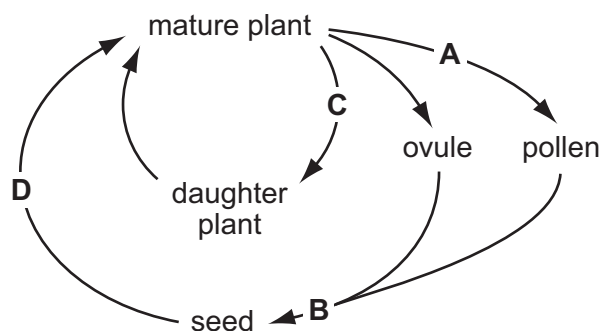 mature plant
A
C
ovule
pollen
D
daughter
plant
B
seed